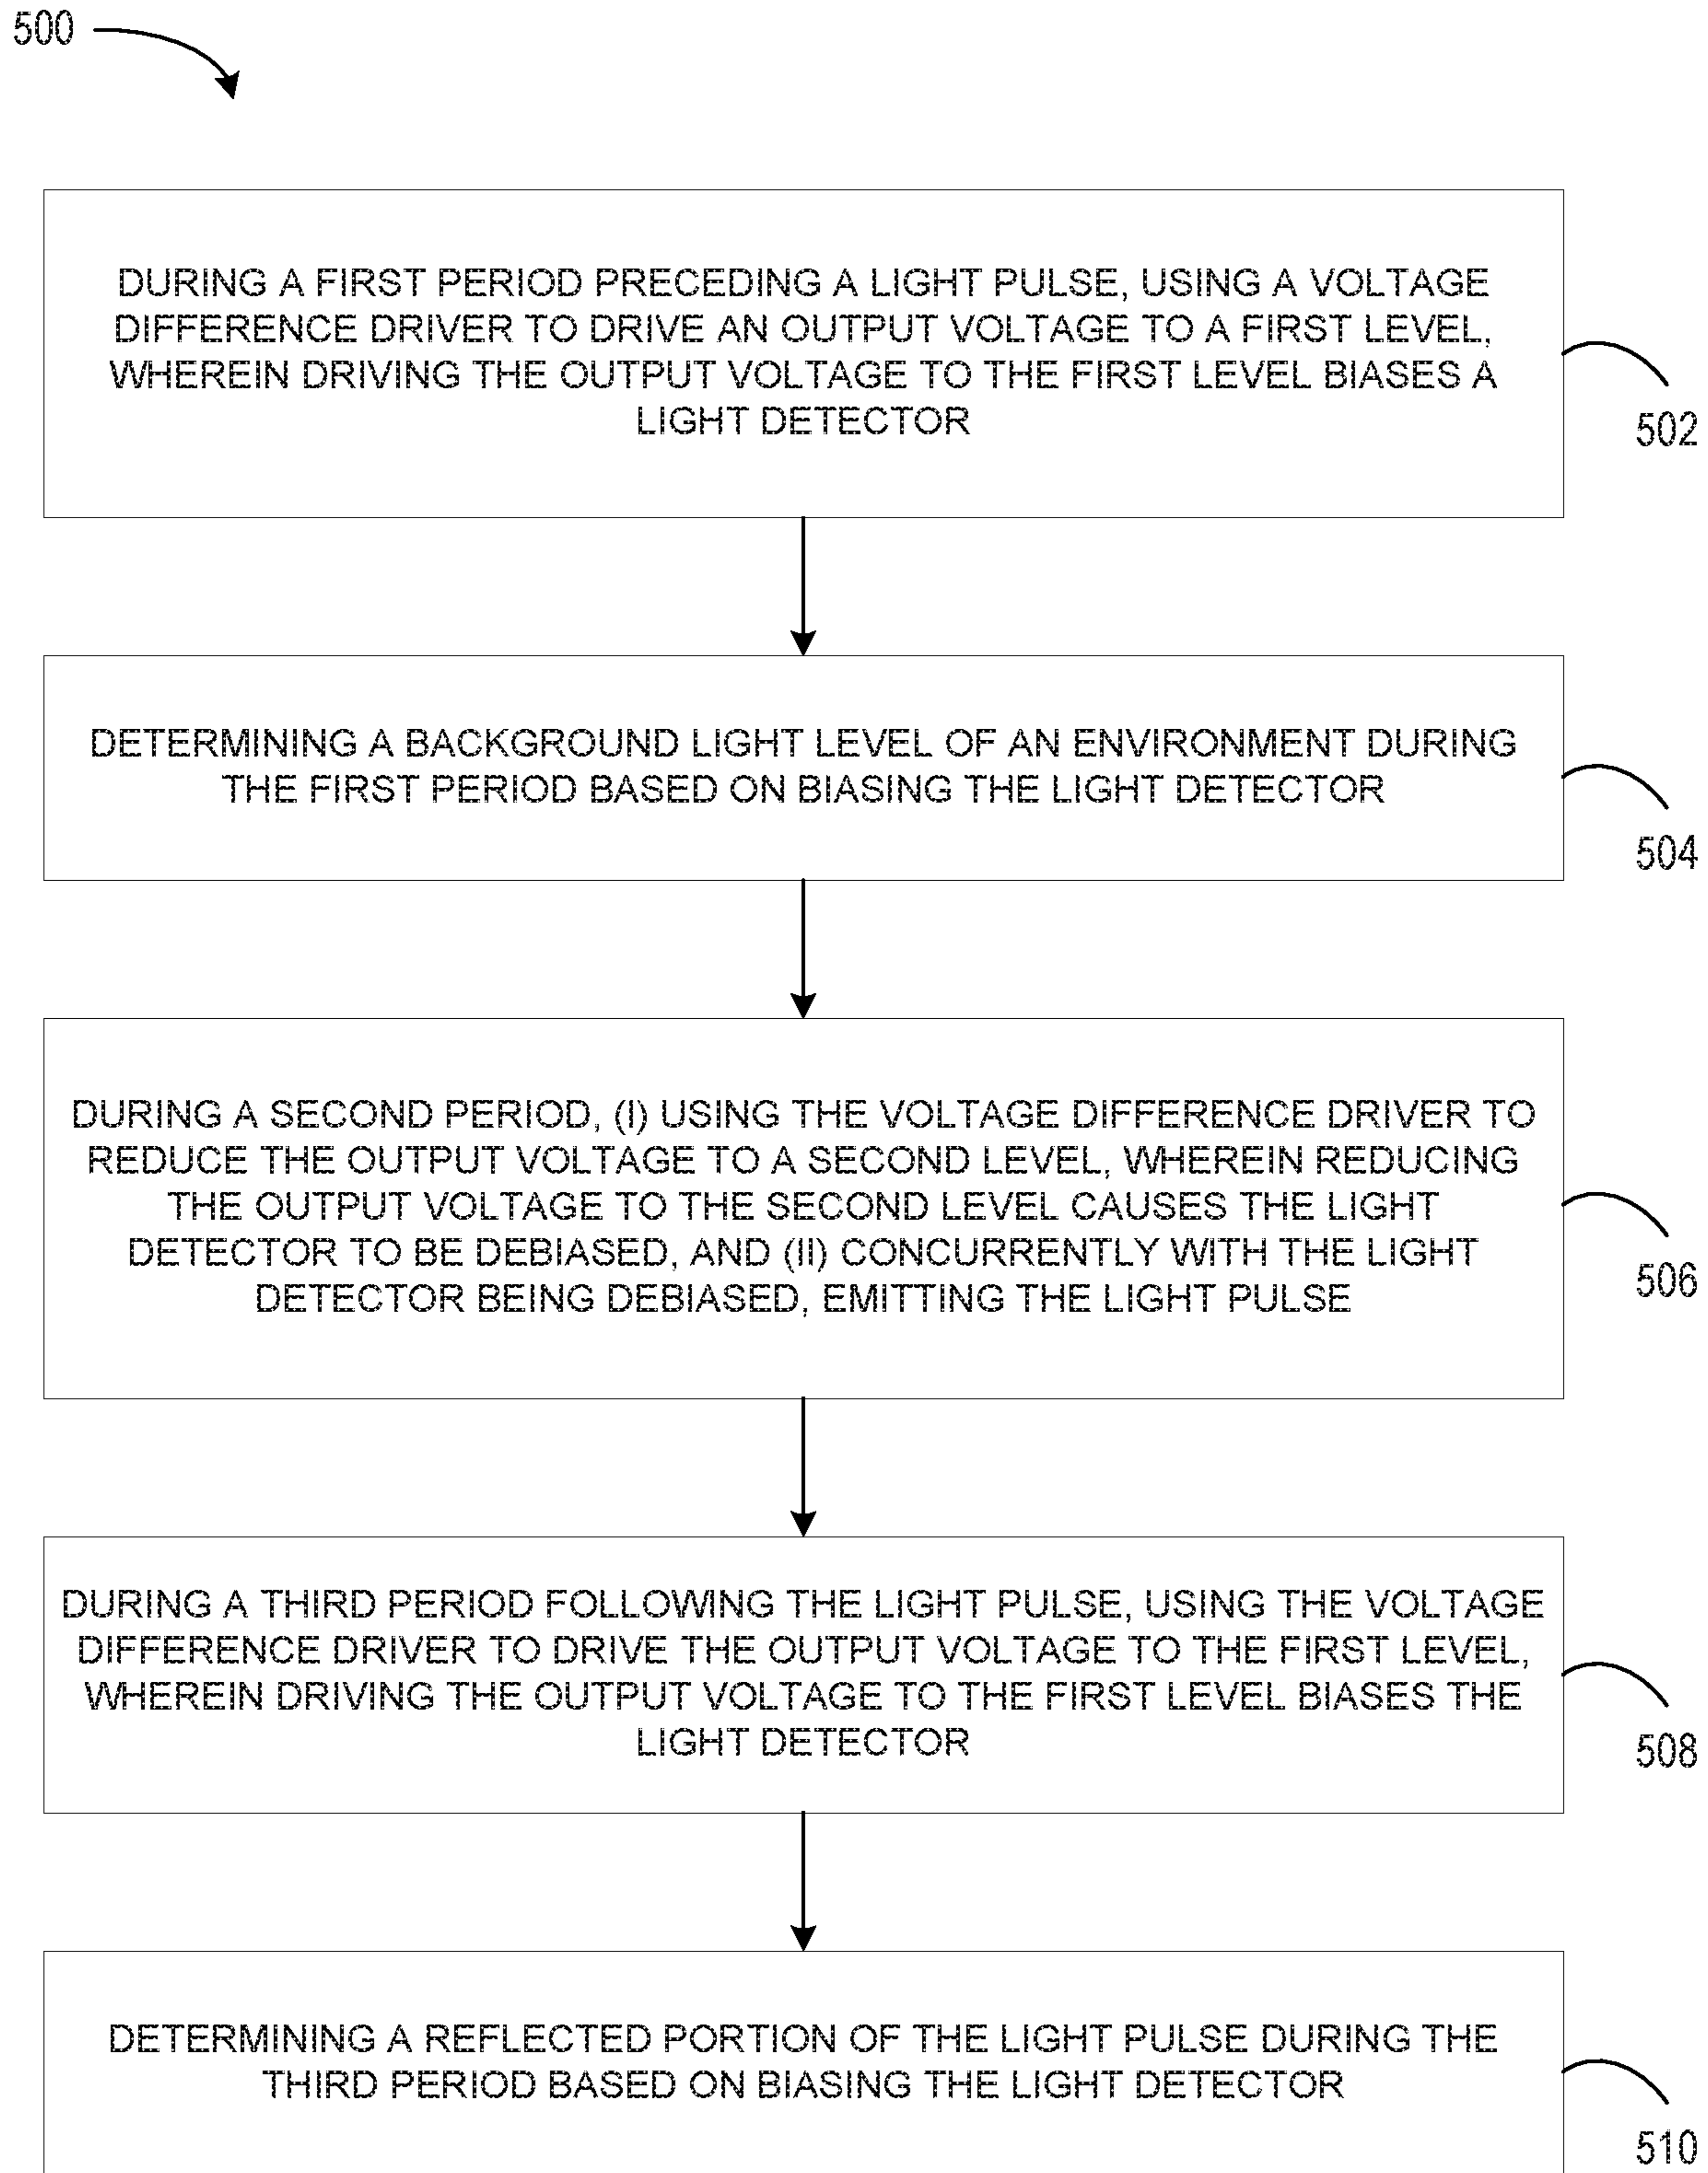 500
DURING A FIRST PERIOD PRECEDING A LIGHT PULSE, USING A VOLTAGE
DIFFERENCE DRIVER TO DRIVE AN OUTPUT VOLTAGE TO A FIRST LEVEL,
WHEREIN DRIVING THE OUTPUT VOLTAGE TO THE FIRST LEVEL BIASES A
LIGHT DETECTOR
502
DETERMINING A BACKGROUND LIGHT LEVEL OF AN ENVIRONMENT DURING
THE FIRST PERIOD BASED ON BIASING THE LIGHT DETECTOR
504
DURING A SECOND PERIOD, (I) USING THE VOLTAGE DIFFERENCE DRIVER TO
REDUCE THE OUTPUT VOLTAGE TO A SECOND LEVEL, WHEREIN REDUCING
THE OUTPUT VOLTAGE TO THE SECOND LEVEL CAUSES THE LIGHT
DETECTOR TO BE DEBIASED, AND (II) CONCURRENTLY WITH THE LIGHT
DETECTOR BEING DEBIASED, EMITTING THE LIGHT PULSE
506
DURING A THIRD PERIOD FOLLOWING THE LIGHT PULSE, USING THE VOLTAGE
DIFFERENCE DRIVER TO DRIVE THE OUTPUT VOLTAGE TO THE FIRST LEVEL,
WHEREIN DRIVING THE OUTPUT VOLTAGE TO THE FIRST LEVEL BIASES THE
LIGHT DETECTOR
508
DETERMINING A REFLECTED PORTION OF THE LIGHT PULSE DURING THE
THIRD PERIOD BASED ON BIASING THE LIGHT DETECTOR
510